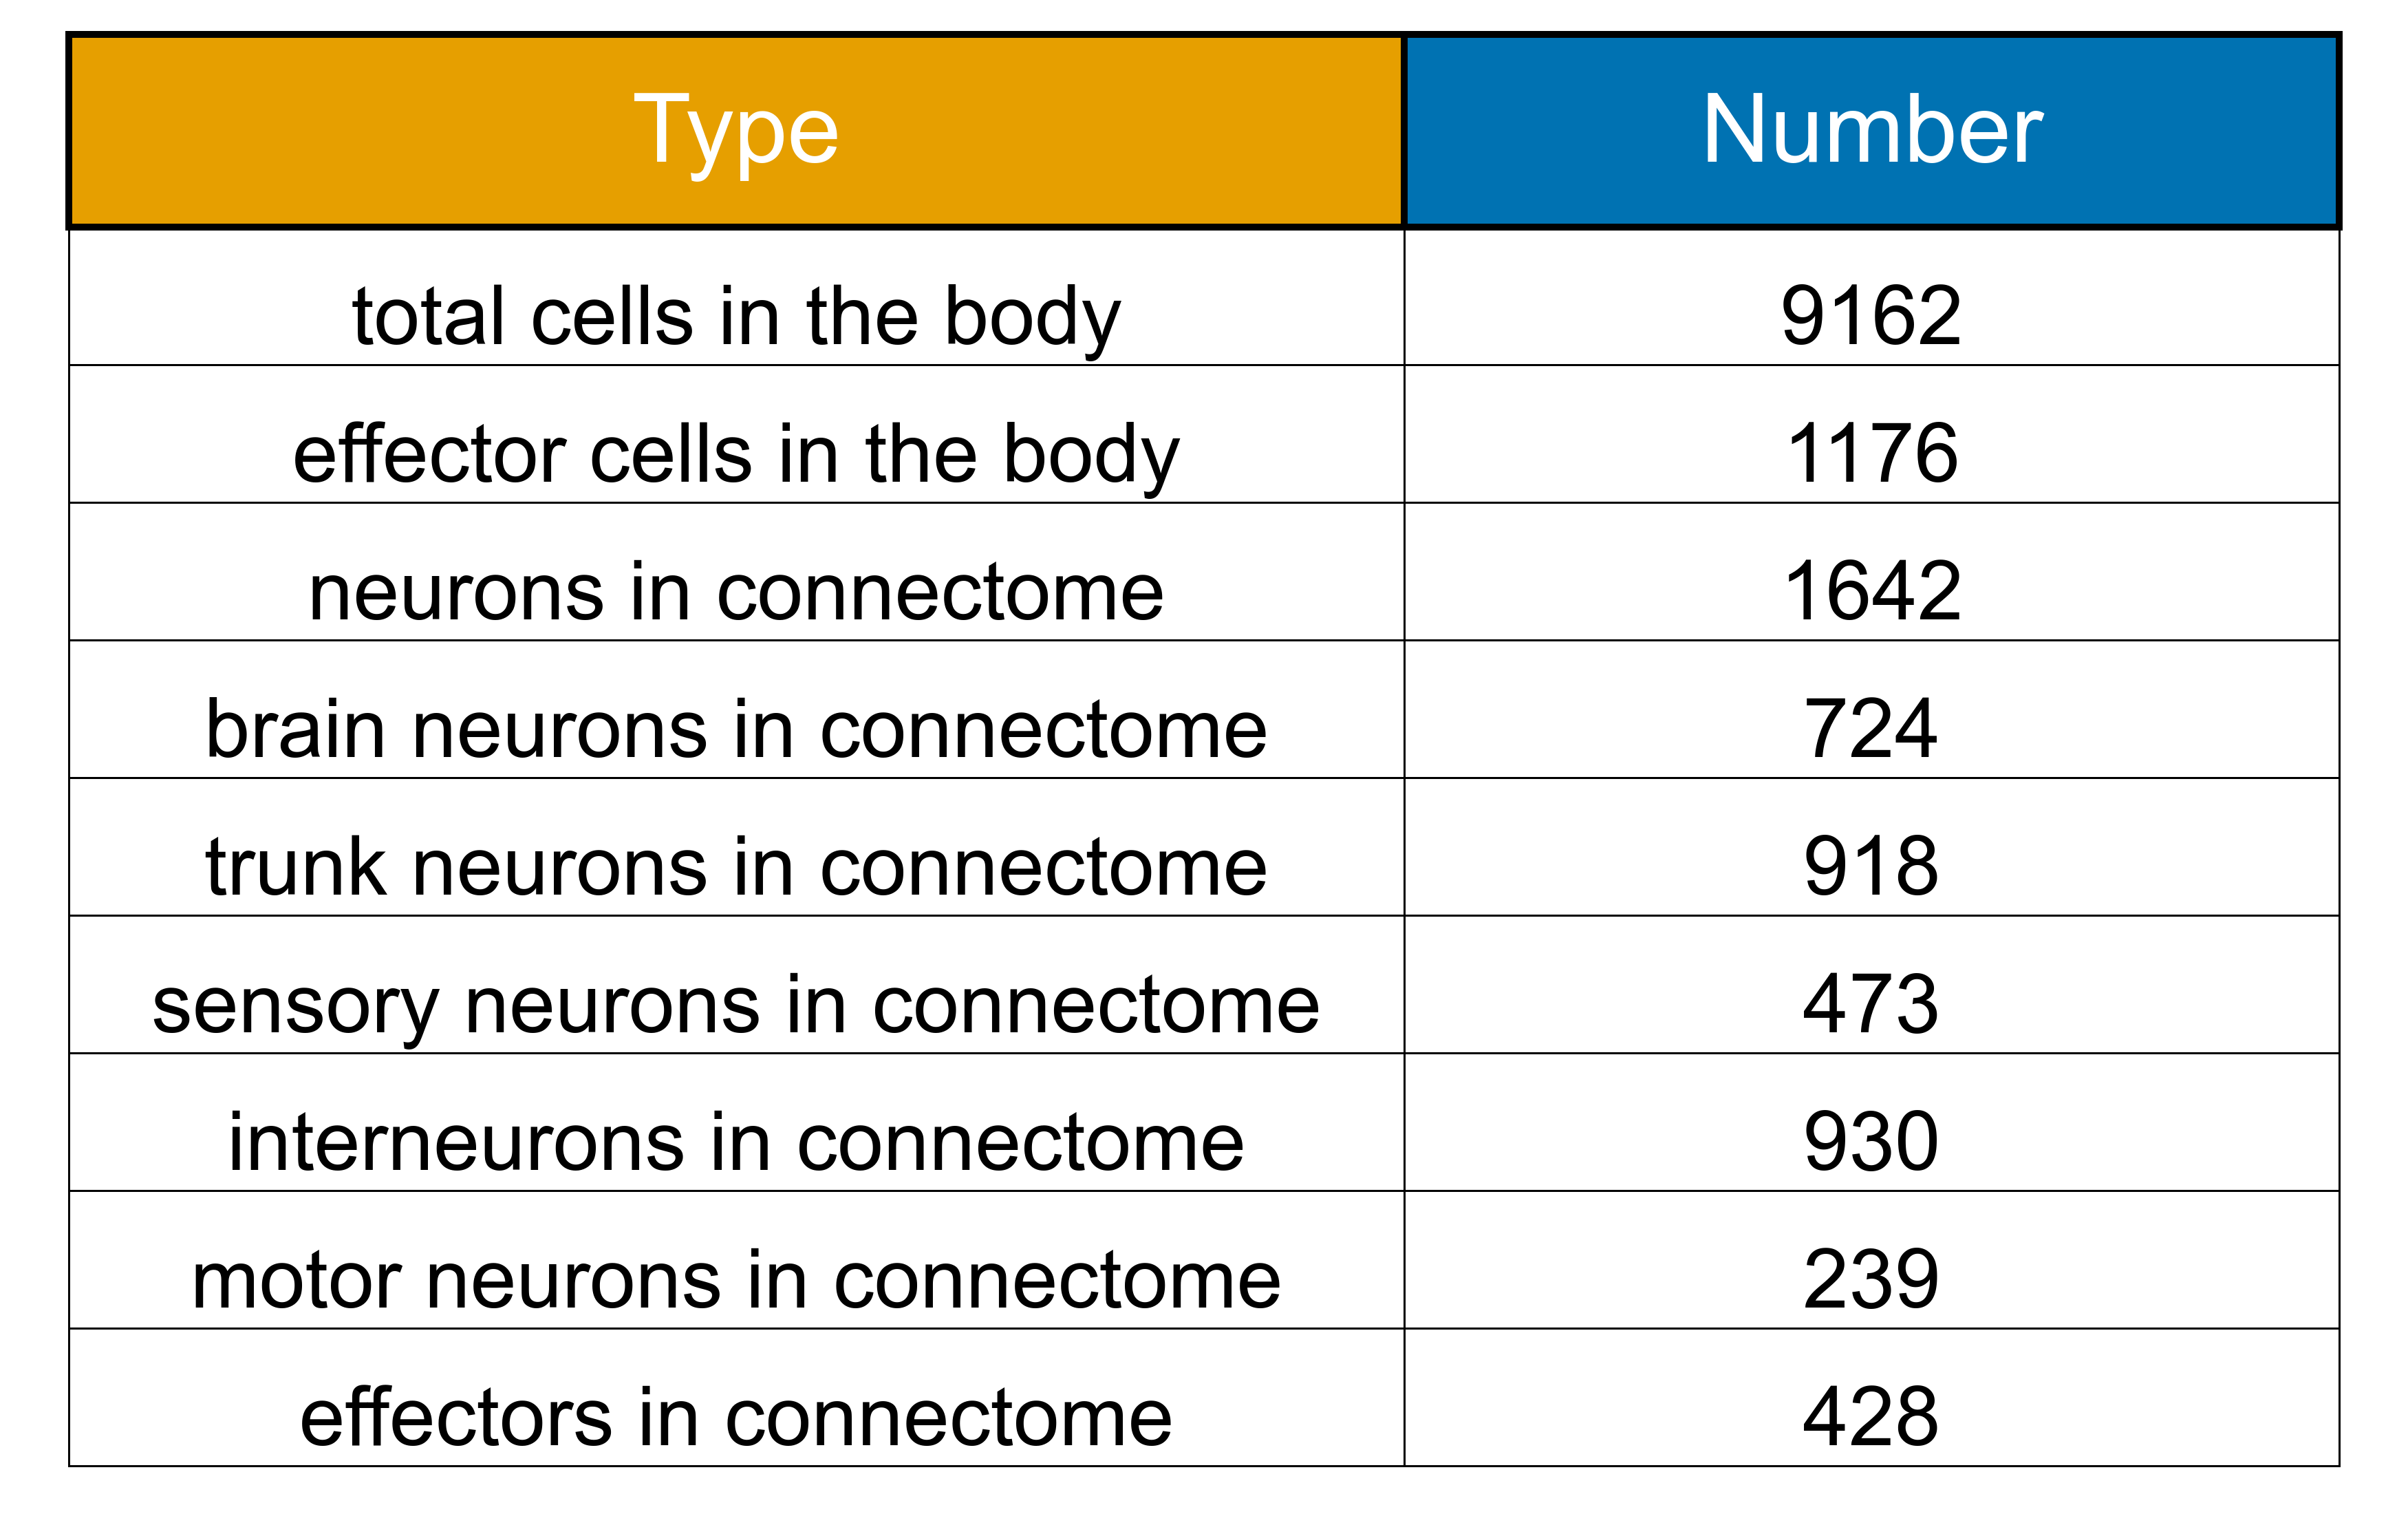 Type Number
total cells in the body 9162
effector cells in the body 1176
neurons in connectome 1642
brain neurons in connectome 724
trunk neurons in connectome 918
sensory neurons in connectome 473
interneurons in connectome 930
motor neurons in connectome 239
effectors in connectome 428